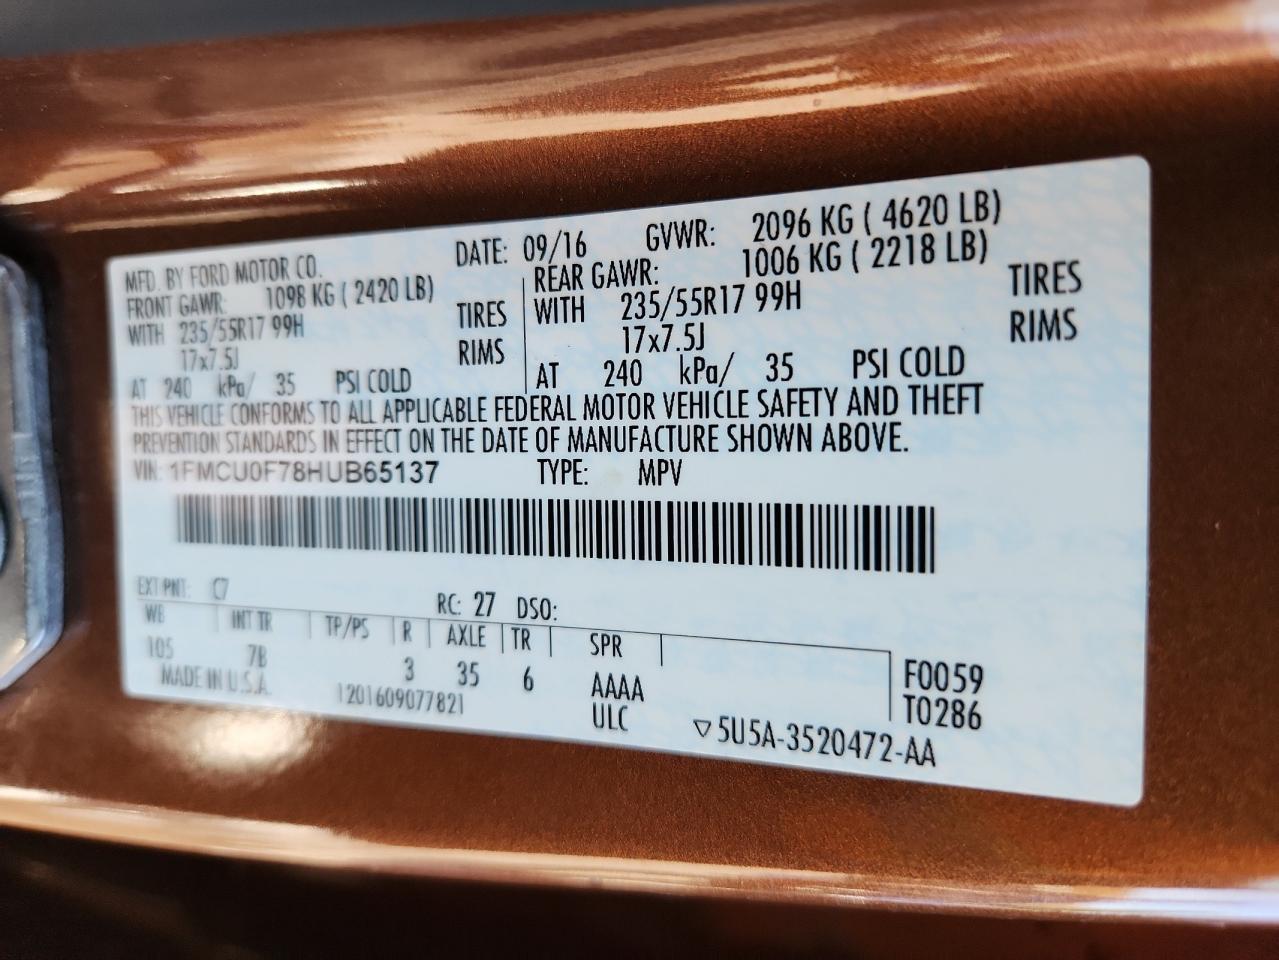 MFD. BY FORD MOTOR CO. DATE: 09/16 GVWR: 2096 KG ( 4620 LB)
FRONT GAWR: 1098 KG ( 2420 LB) REAR GAWR: 1006 KG ( 2218 LB)
WITH 235/55R17 99H TIRES WITH 235/55R17 99H TIRES
17x7.5J RIMS 17x7.5J RIMS
AT 240 kPa/ 35 PSI COLD AT 240 kPa/ 35 PSI COLD
THIS VEHICLE CONFORMS TO ALL APPLICABLE FEDERAL MOTOR VEHICLE SAFETY AND THEFT
PREVENTION STANDARDS IN EFFECT ON THE DATE OF MANUFACTURE SHOWN ABOVE.
VIN: 1FMCU0F78HUB65137 TYPE: MPV
EXT PNT: C7 RC: 27 DSO:
WB INT TR TP/PS R AXLE TR SPR
105 7B 3 35 6 AAAA F0059
MADE IN U.S.A. 1201609077821 ULC T0286
▽5U5A-3520472-AA